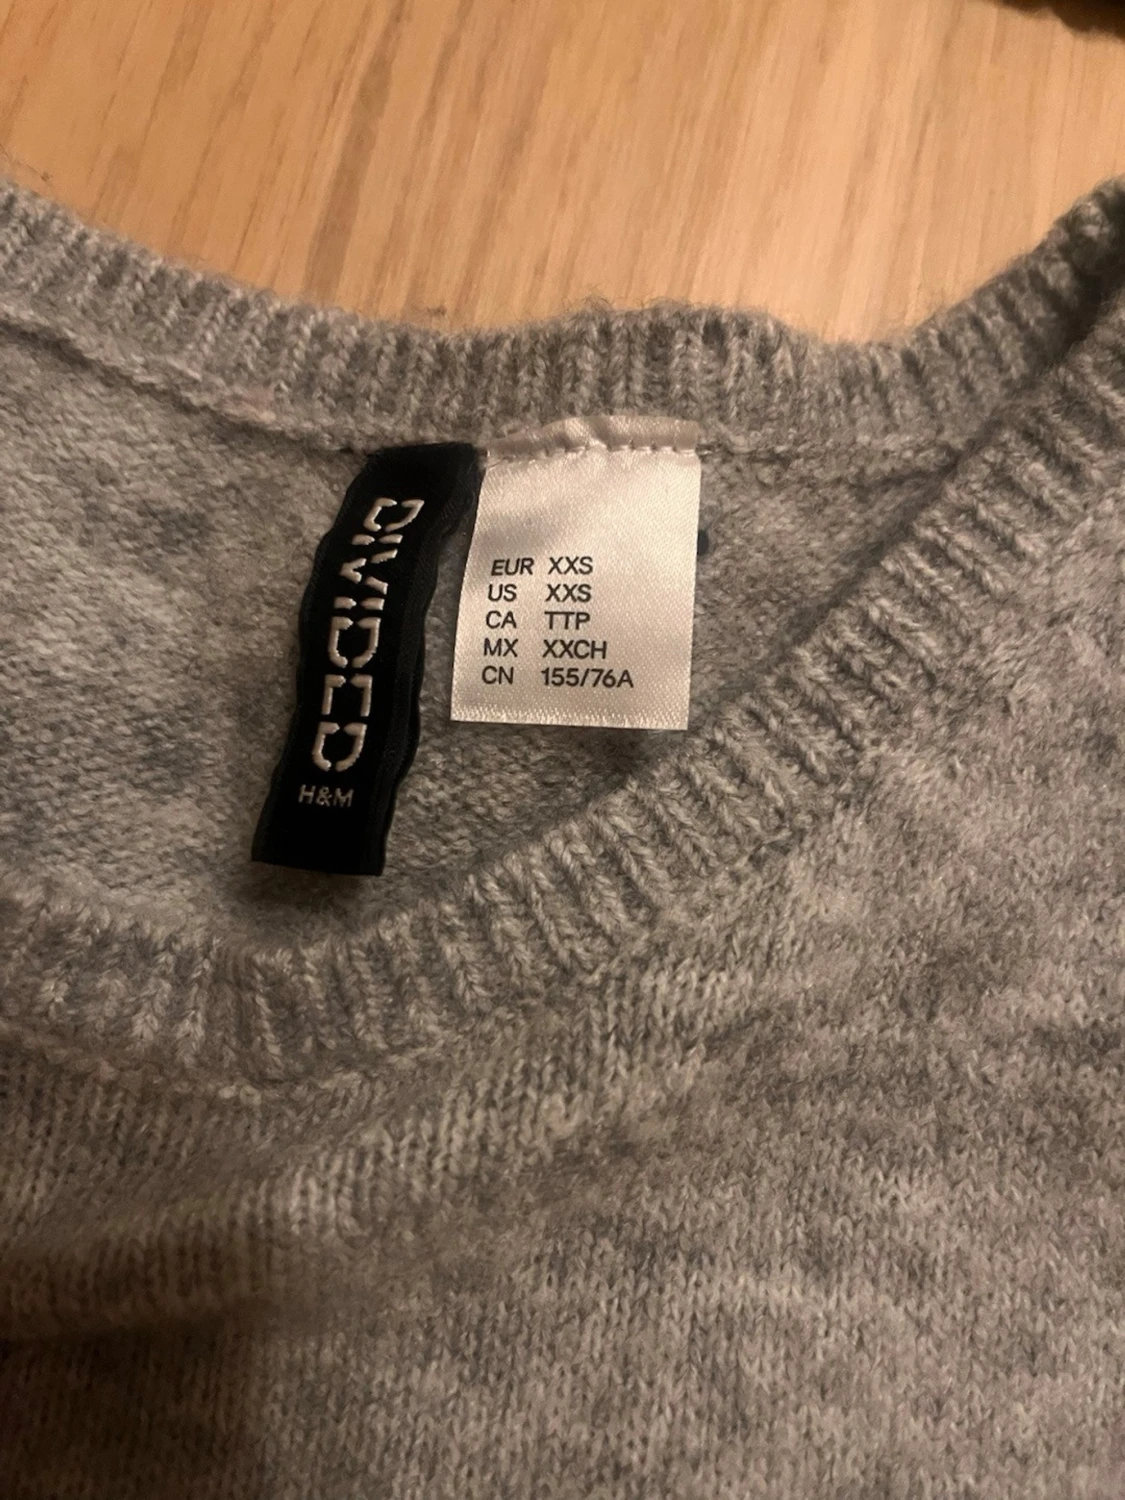 DIVIDED
H&M
EUR XXS
US XXS
CA TTP
MX XXCH
CN 155/76A